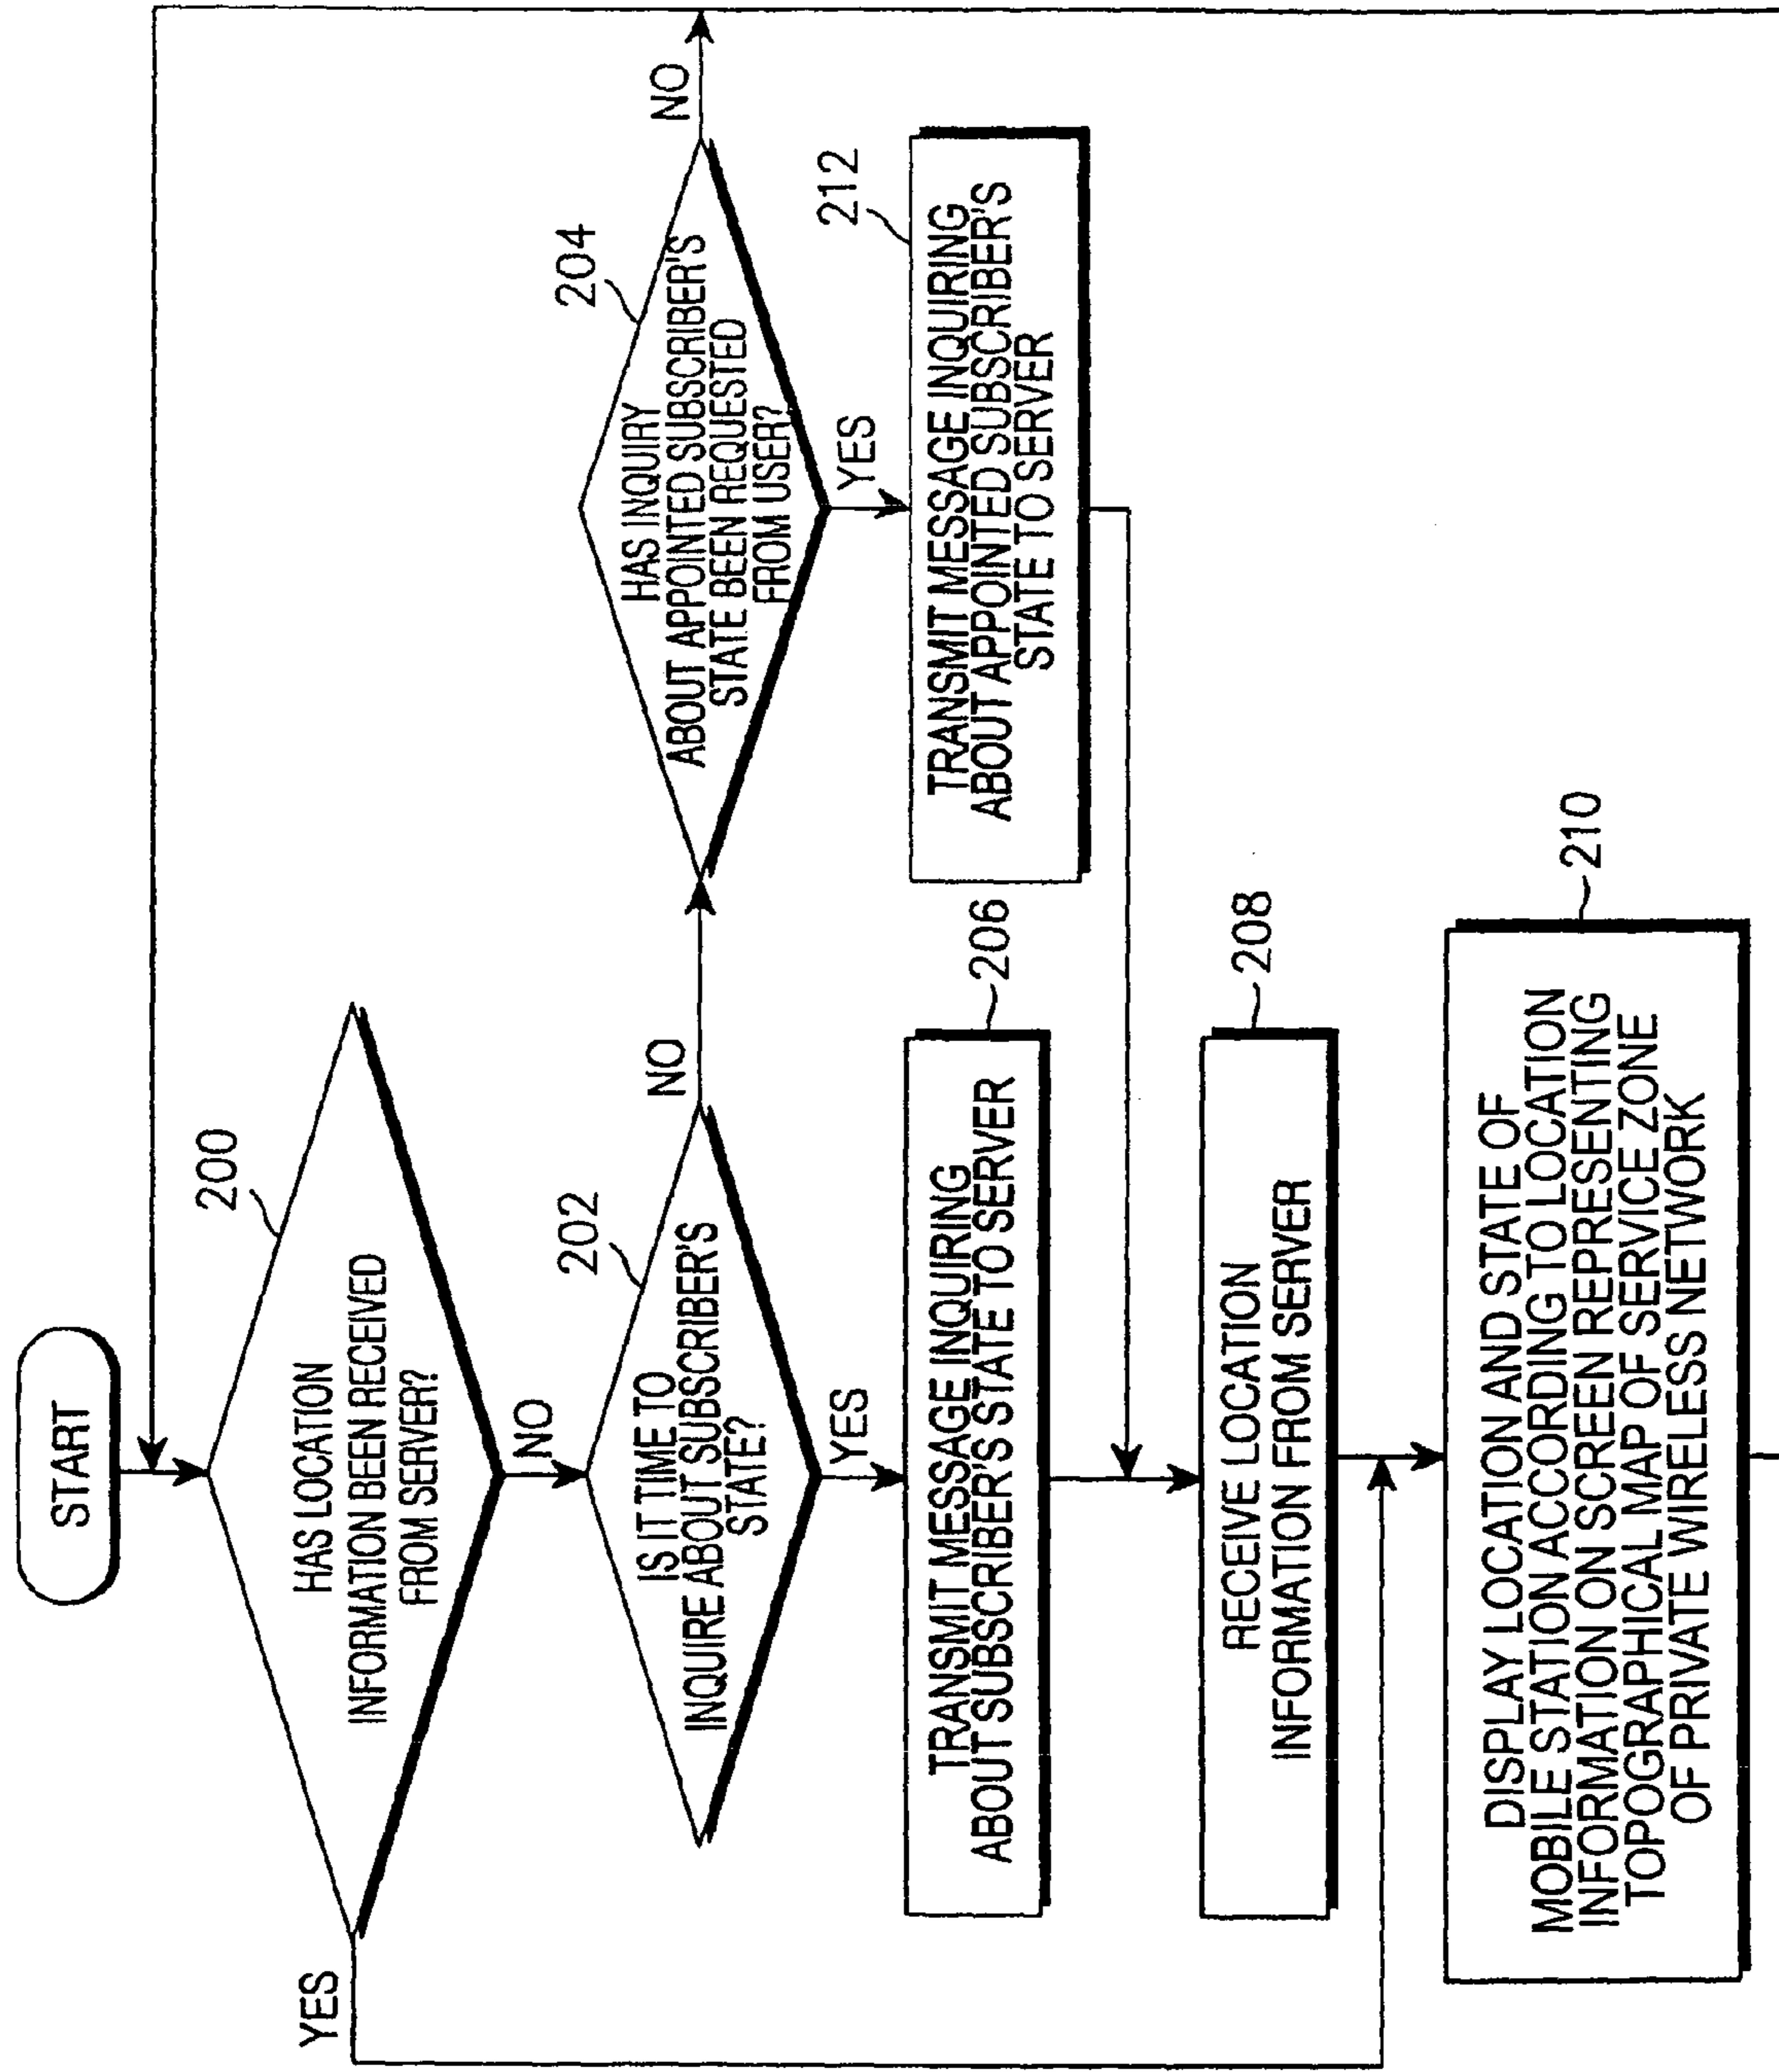 START
200
HAS LOCATION
INFORMATION BEEN RECEIVED
FROM SERVER?
YES
NO
202
IS IT TIME TO
INQUIRE ABOUT SUBSCRIBER'S
STATE?
NO
YES
204
HAS INQUIRY
ABOUT APPOINTED SUBSCRIBER'S
STATE BEEN REQUESTED
FROM USER?
NO
YES
206
TRANSMIT MESSAGE INQUIRING
ABOUT SUBSCRIBER'S STATE TO SERVER
212
TRANSMIT MESSAGE INQUIRING
ABOUT APPOINTED SUBSCRIBER'S
STATE TO SERVER
208
RECEIVE LOCATION
INFORMATION FROM SERVER
210
DISPLAY LOCATION AND STATE OF
MOBILE STATION ACCORDING TO LOCATION
INFORMATION ON SCREEN REPRESENTING
TOPOGRAPHICAL MAP OF SERVICE ZONE
OF PRIVATE WIRELESS NETWORK